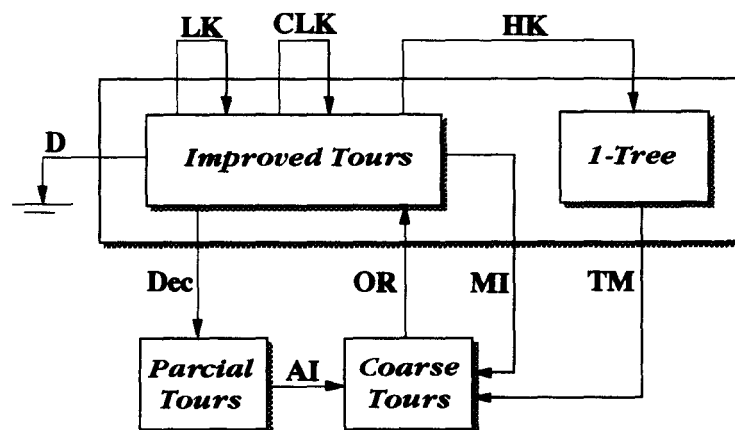 LK
CLK
HK
D
Improved Tours
1-Tree
Dec
OR
MI
TM
Parcial
Tours
AI
Coarse
Tours